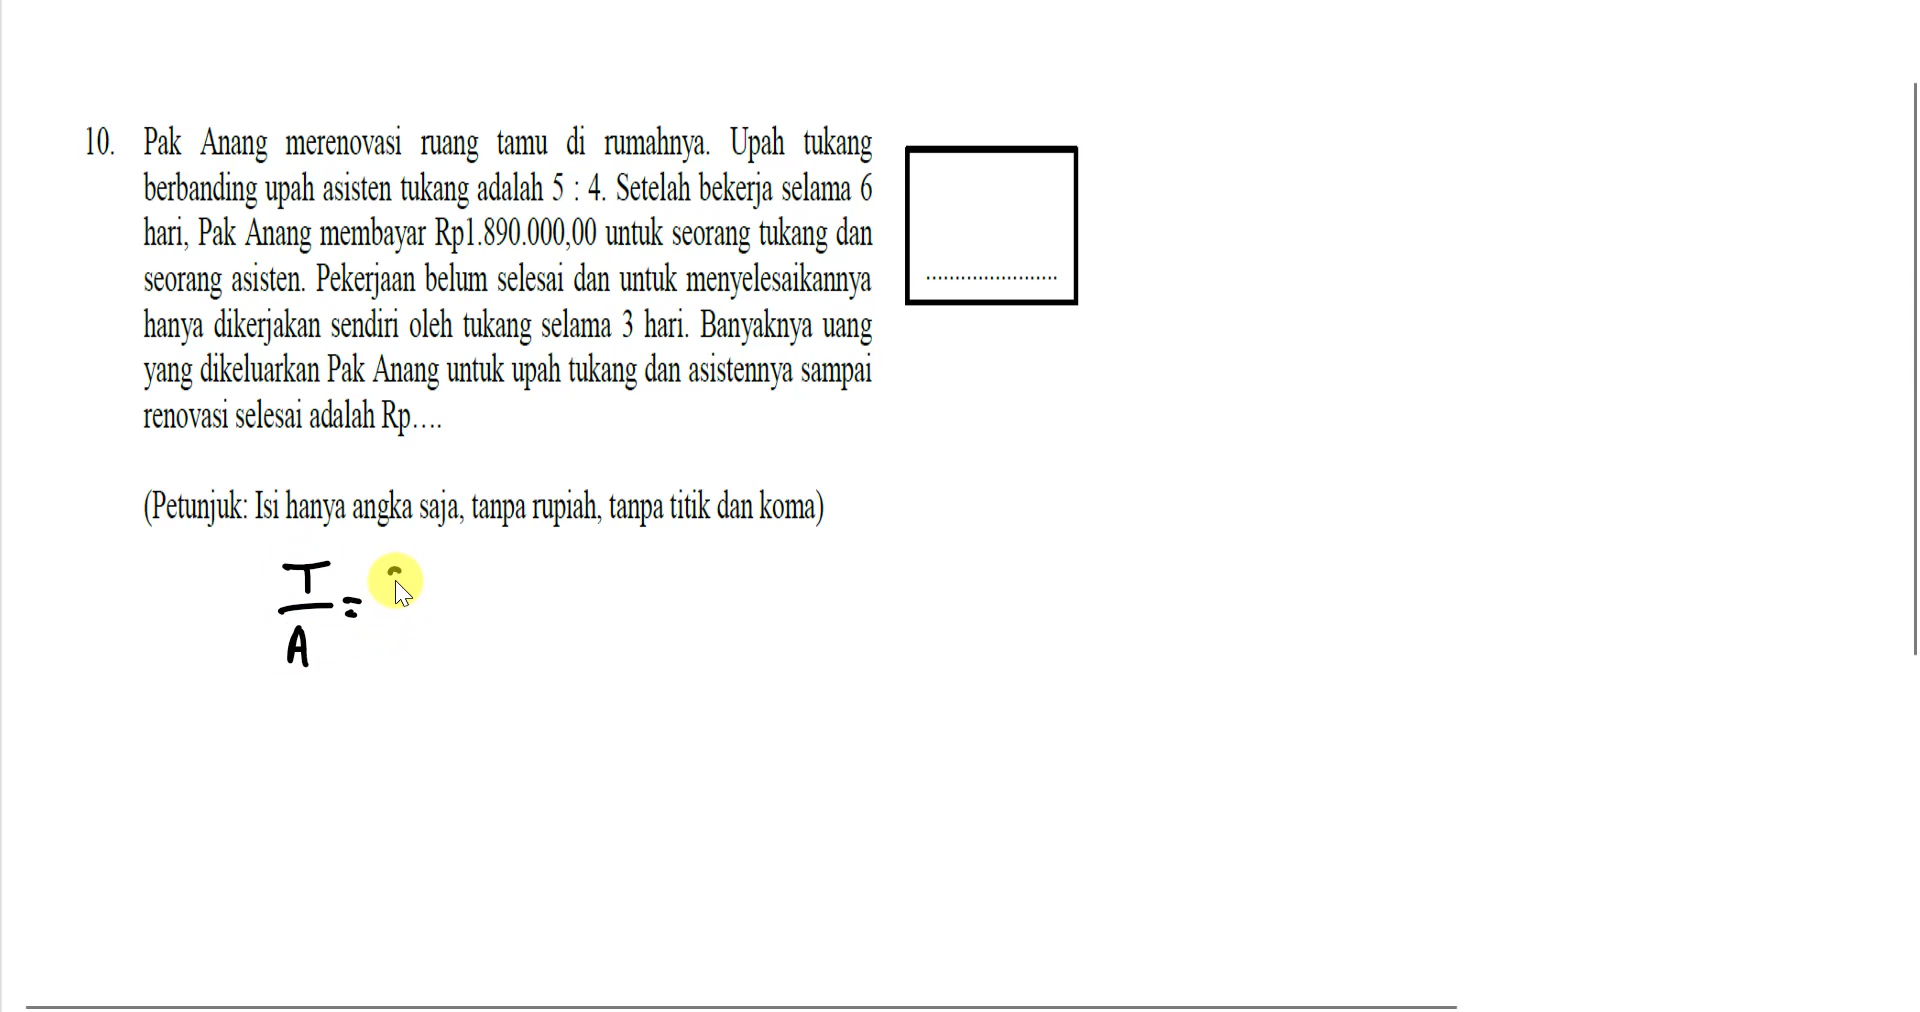 10. Pak Anang merenovasi ruang tamu di rumahnya. Upah tukang
berbanding upah asisten tukang adalah 5 : 4. Setelah bekerja selama 6
hari, Pak Anang membayar Rp1.890.000,00 untuk seorang tukang dan
seorang asisten. Pekerjaan belum selesai dan untuk menyelesaikannya
hanya dikerjakan sendiri oleh tukang selama 3 hari. Banyaknya uang
yang dikeluarkan Pak Anang untuk upah tukang dan asistennya sampai
renovasi selesai adalah Rp….
.......................
(Petunjuk: Isi hanya angka saja, tanpa rupiah, tanpa titik dan koma)
T
=
A